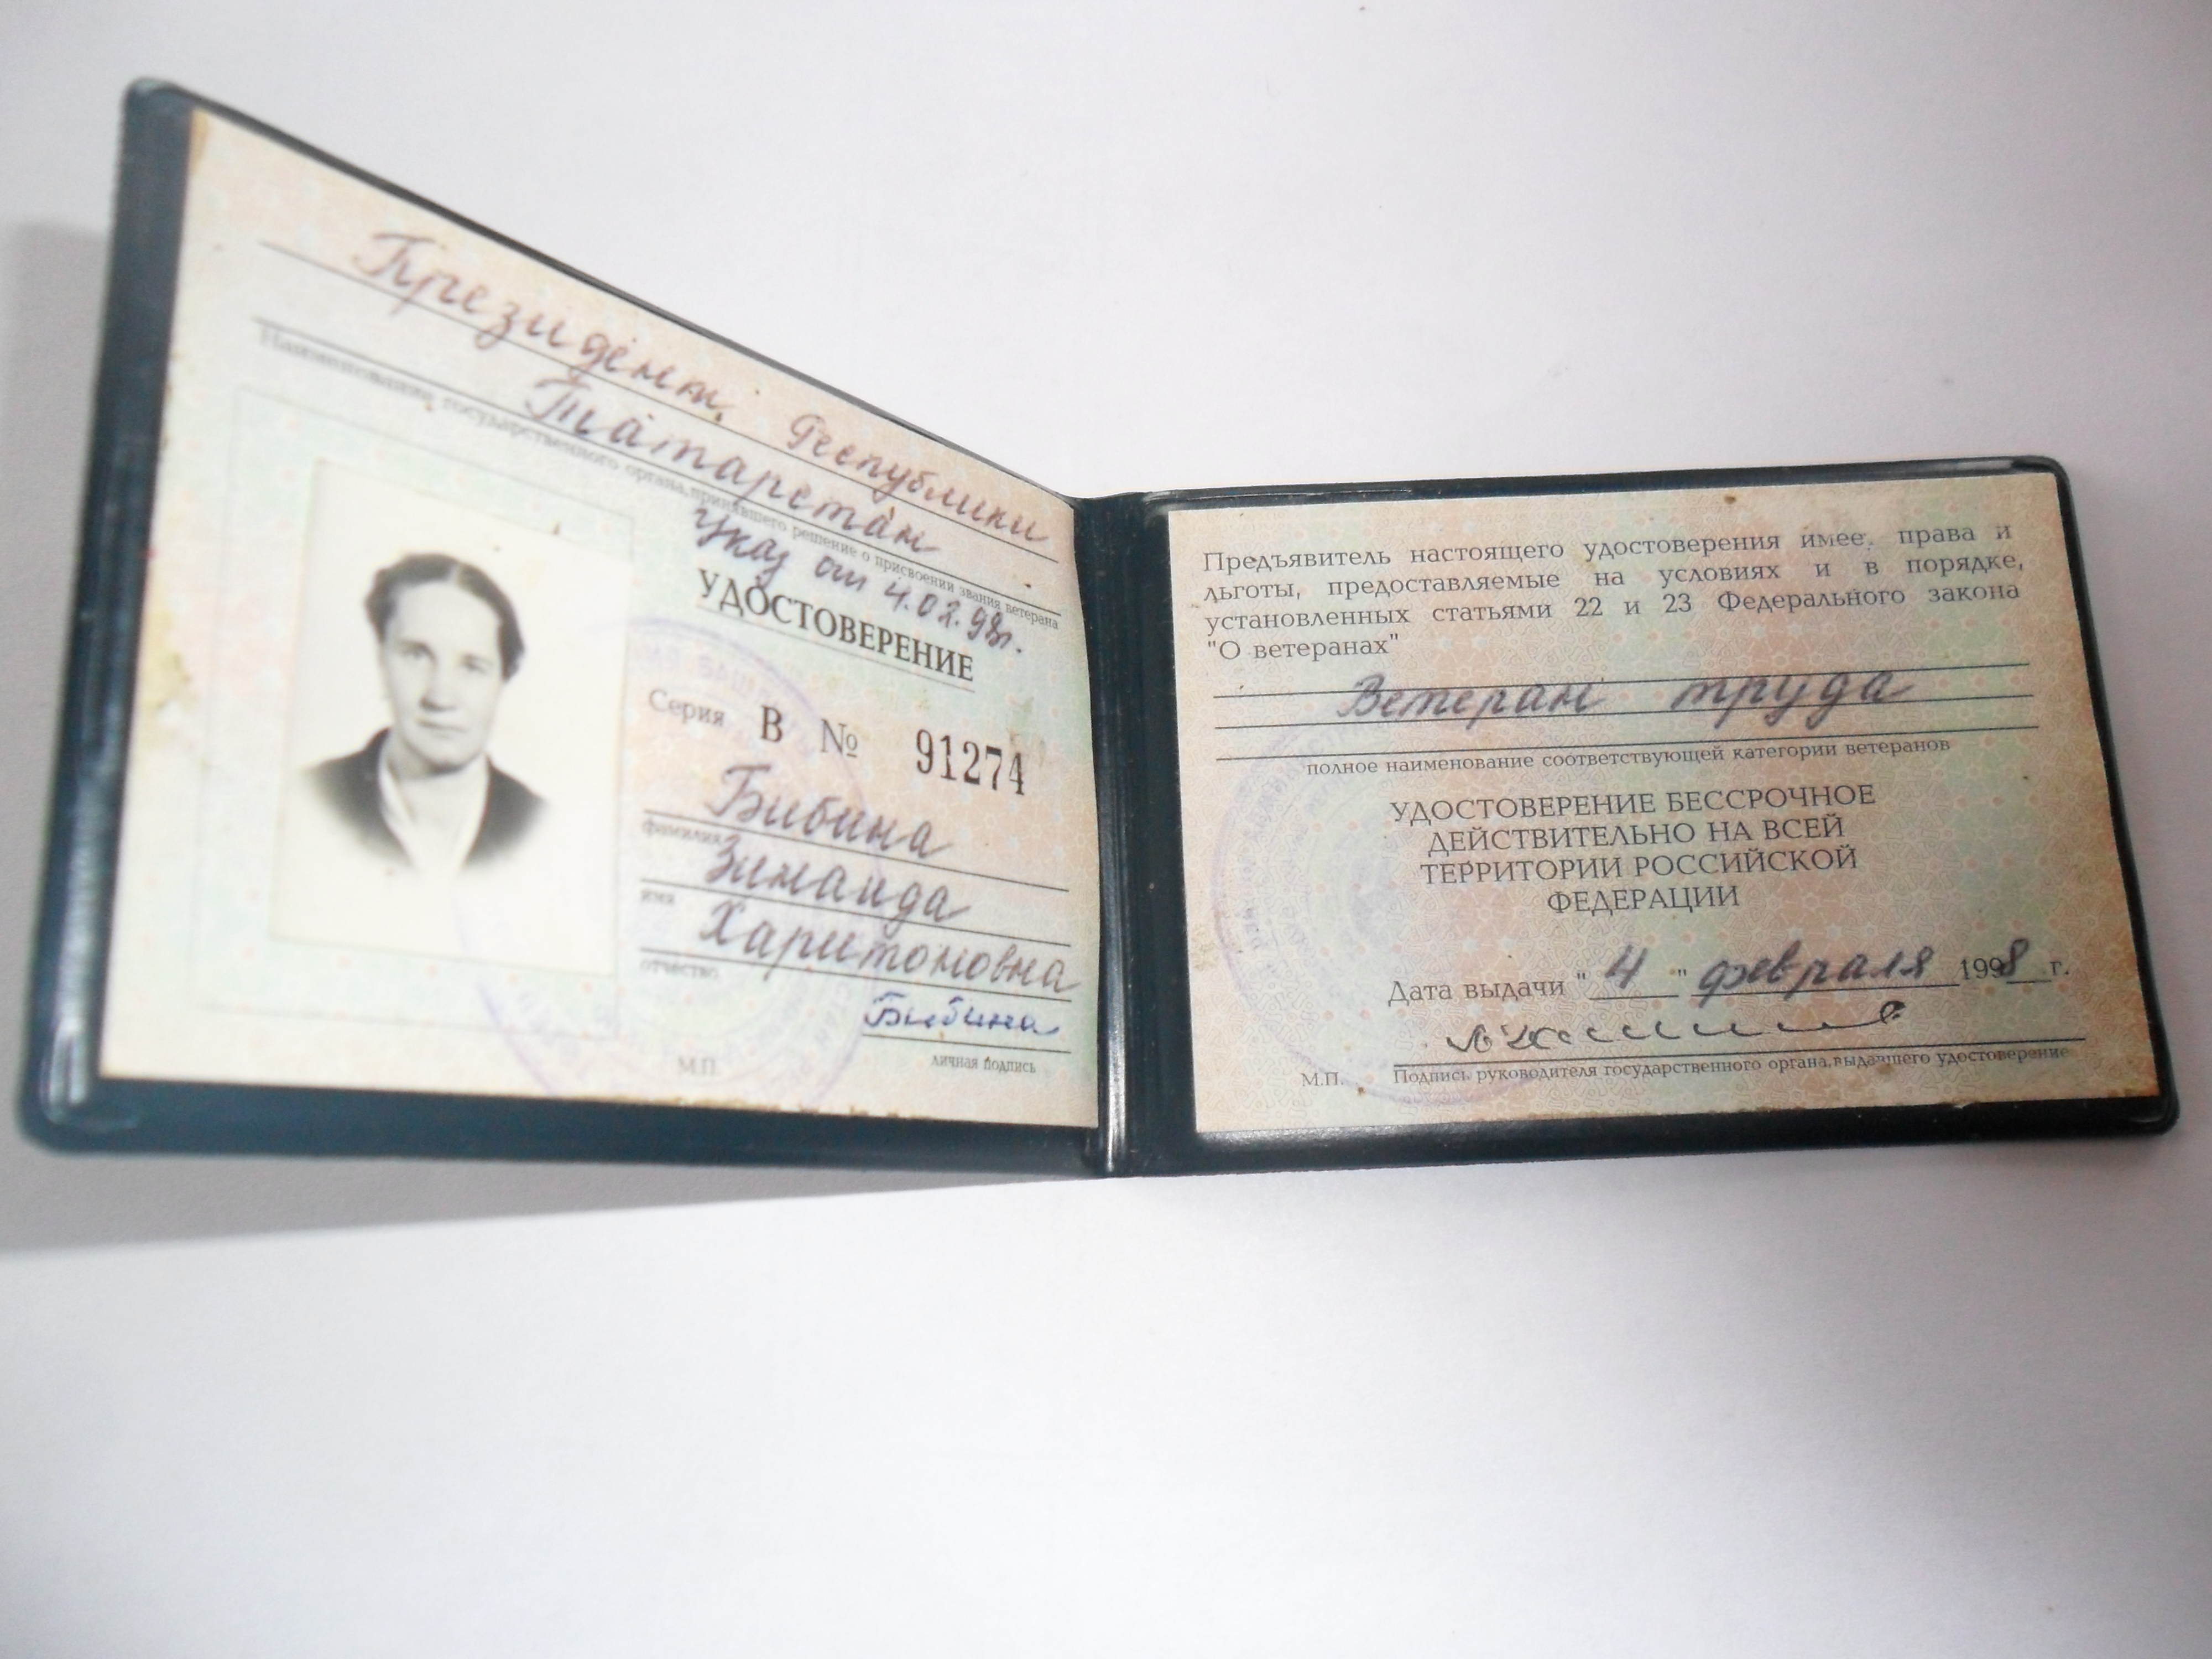 Президент Республики
Татарстан
Наименование государственного органа, принявшего решение о присвоении звания ветерана
Указ от 4.02.98г.
УДОСТОВЕРЕНИЕ
Серия В № 91274
Бибина
фамилия
Зинаида
имя
Харитоновна
отчество
Бибина
личная подпись
М.П.
Предъявитель настоящего удостоверения имее права и
льготы, предоставляемые на условиях и в порядке,
установленных статьями 22 и 23 Федерального закона
"О ветеранах"
Ветеран труда
полное наименование соответствующей категории ветеранов
УДОСТОВЕРЕНИЕ БЕССРОЧНОЕ
ДЕЙСТВИТЕЛЬНО НА ВСЕЙ
ТЕРРИТОРИИ РОССИЙСКОЙ
ФЕДЕРАЦИИ
Дата выдачи "4" февраля 1998 г.
М.П. Подпись руководителя государственного органа, выдавшего удостоверение